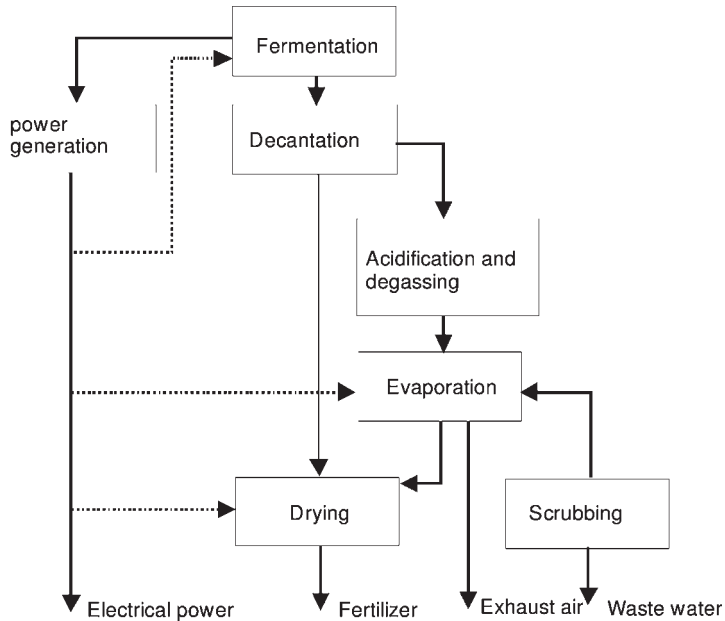 Fermentation
power
generation
Decantation
Acidification and
degassing
Evaporation
Drying
Scrubbing
Electrical power
Fertilizer
Exhaust air
Waste water